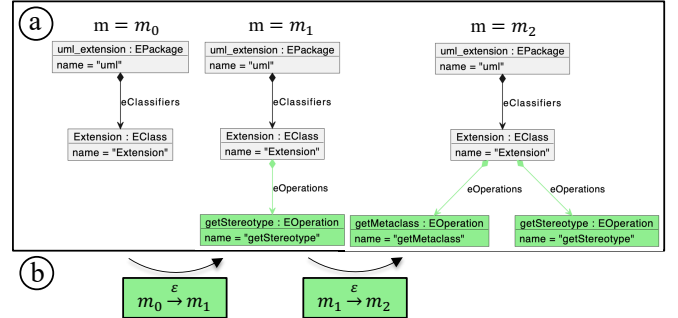 a
m = m₀
uml_extension : EPackage
name = "uml"
eClassifiers
Extension : EClass
name = "Extension"
m = m₁
uml_extension : EPackage
name = "uml"
eClassifiers
Extension : EClass
name = "Extension"
eOperations
getStereotype : EOperation
name = "getStereotype"
m = m₂
uml_extension : EPackage
name = "uml"
eClassifiers
Extension : EClass
name = "Extension"
eOperations
eOperations
getMetaclass : EOperation
name = "getMetaclass"
getStereotype : EOperation
name = "getStereotype"
b
ε
m₀ → m₁
ε
m₁ → m₂